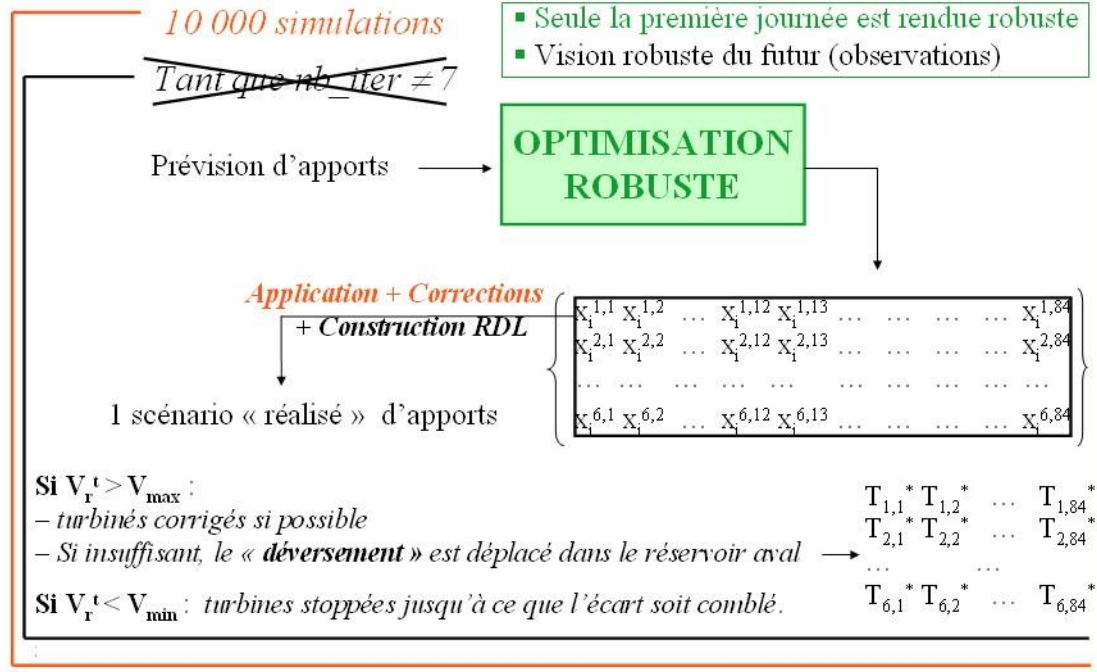 10 000 simulations
▪ Seule la première journée est rendue robuste
▪ Vision robuste du futur (observations)
Tant que nb_iter ≠ 7
Prévision d'apports
OPTIMISATION
ROBUSTE
Application + Corrections
+ Construction RDL
x_i^{1,1} x_i^{1,2} … x_i^{1,12} x_i^{1,13} … … … … x_i^{1,84}
x_i^{2,1} x_i^{2,2} … x_i^{2,12} x_i^{2,13} … … … … x_i^{2,84}
… … … … … … … … … …
x_i^{6,1} x_i^{6,2} … x_i^{6,12} x_i^{6,13} … … … … x_i^{6,84}
1 scénario « réalisé » d'apports
Si V_r^t > V_max :
– turbinés corrigés si possible
– Si insuffisant, le « déversement » est déplacé dans le réservoir aval
Si V_r^t < V_min : turbines stoppées jusqu'à ce que l'écart soit comblé.
T_{1,1}^* T_{1,2}^* … T_{1,84}^*
T_{2,1}^* T_{2,2}^* T_{2,84}^*
… …
T_{6,1}^* T_{6,2}^* … T_{6,84}^*
: